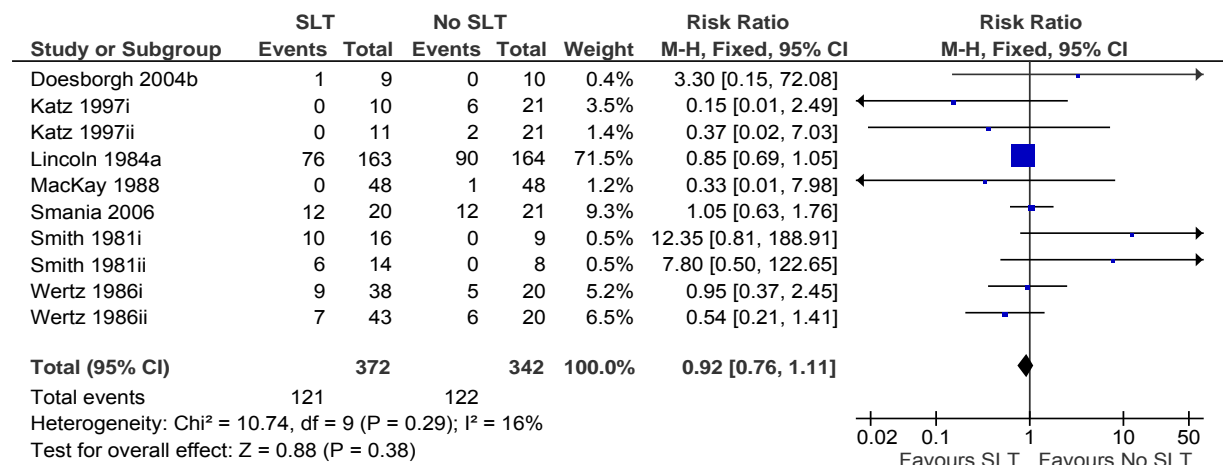 SLT No SLT Risk Ratio Risk Ratio
Study or Subgroup Events Total Events Total Weight M-H, Fixed, 95% CI M-H, Fixed, 95% CI
Doesborgh 2004b 1 9 0 10 0.4% 3.30 [0.15, 72.08]
Katz 1997i 0 10 6 21 3.5% 0.15 [0.01, 2.49]
Katz 1997ii 0 11 2 21 1.4% 0.37 [0.02, 7.03]
Lincoln 1984a 76 163 90 164 71.5% 0.85 [0.69, 1.05]
MacKay 1988 0 48 1 48 1.2% 0.33 [0.01, 7.98]
Smania 2006 12 20 12 21 9.3% 1.05 [0.63, 1.76]
Smith 1981i 10 16 0 9 0.5% 12.35 [0.81, 188.91]
Smith 1981ii 6 14 0 8 0.5% 7.80 [0.50, 122.65]
Wertz 1986i 9 38 5 20 5.2% 0.95 [0.37, 2.45]
Wertz 1986ii 7 43 6 20 6.5% 0.54 [0.21, 1.41]
Total (95% CI) 372 342 100.0% 0.92 [0.76, 1.11]
Total events 121 122
Heterogeneity: Chi² = 10.74, df = 9 (P = 0.29); I² = 16%
Test for overall effect: Z = 0.88 (P = 0.38)
0.02 0.1 1 10 50
Favours SLT Favours No SLT